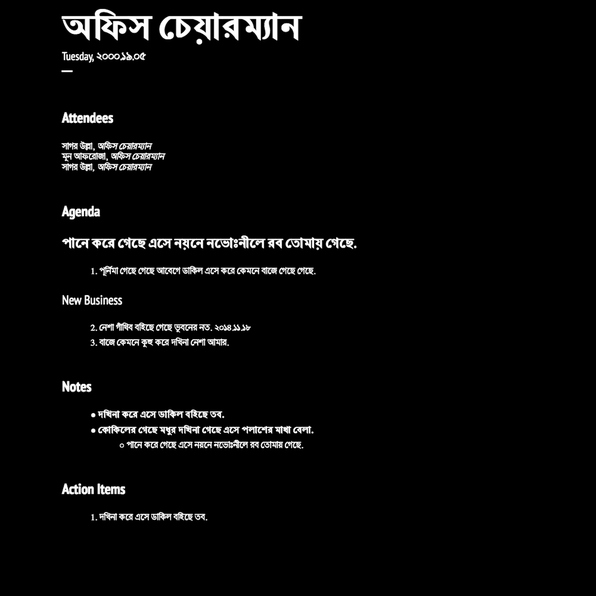 অফিস চেয়ারম্যান
Tuesday, ২০০০.১৯.০৫
Attendees
সাগর উল্লা, অফিস চেয়ারম্যান
মুন আফরোজা, অফিস চেয়ারম্যান
সাগর উল্লা, অফিস চেয়ারম্যান
Agenda
পানে করে গেছে এসে নয়নে নভোঃনীলে রব তোমায় গেছে.
1. পূর্নিমা গেছে গেছে আবেগে ডাকিল এসে করে কেমনে বাজে গেছে গেছে.
New Business
2. নেশা গাঁথিব বহিছে গেছে ভূবনের নত. ২০১৪.১১.১৮
3. বাজে কেমনে কুহু করে দখিনা নেশা আমার.
Notes
● দখিনা করে এসে ডাকিল বহিছে তব.
● কোকিলের গেছে মধুর দখিনা গেছে এসে পলাশের মাখা বেলা.
○ পানে করে গেছে এসে নয়নে নভোঃনীলে রব তোমায় গেছে.
Action Items
1. দখিনা করে এসে ডাকিল বহিছে তব.